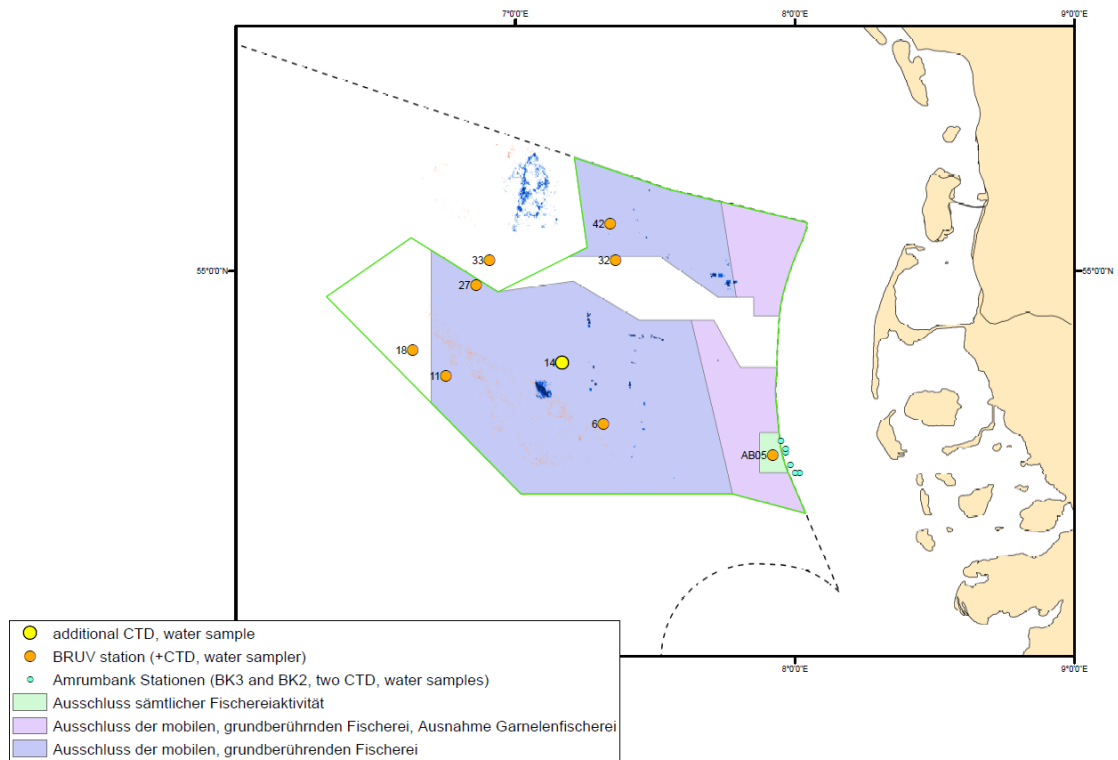 7°0'0"E
8°0'0"E
9°0'0"E
42
33
32
55°0'0"N
55°0'0"N
27
18
14
11
6
AB05
8°0'0"E
9°0'0"E
additional CTD, water sample
BRUV station (+CTD, water sampler)
Amrumbank Stationen (BK3 and BK2, two CTD, water samples)
Ausschluss sämtlicher Fischereiaktivität
Ausschluss der mobilen, grundberührnden Fischerei, Ausnahme Garnelenfischerei
Ausschluss der mobilen, grundberührenden Fischerei